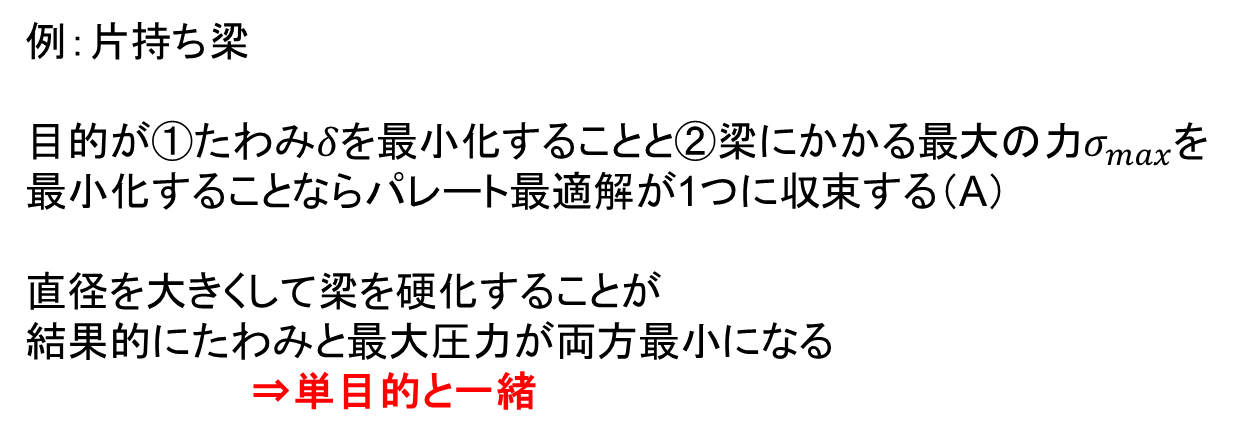 例：片持ち梁
目的が①たわみ𝛿を最小化することと②梁にかかる最大の力𝜎𝑚𝑎𝑥を
最小化することならパレート最適解が1つに収束する（A）
直径を大きくして梁を硬化することが
結果的にたわみと最大圧力が両方最小になる
⇒単目的と一緒